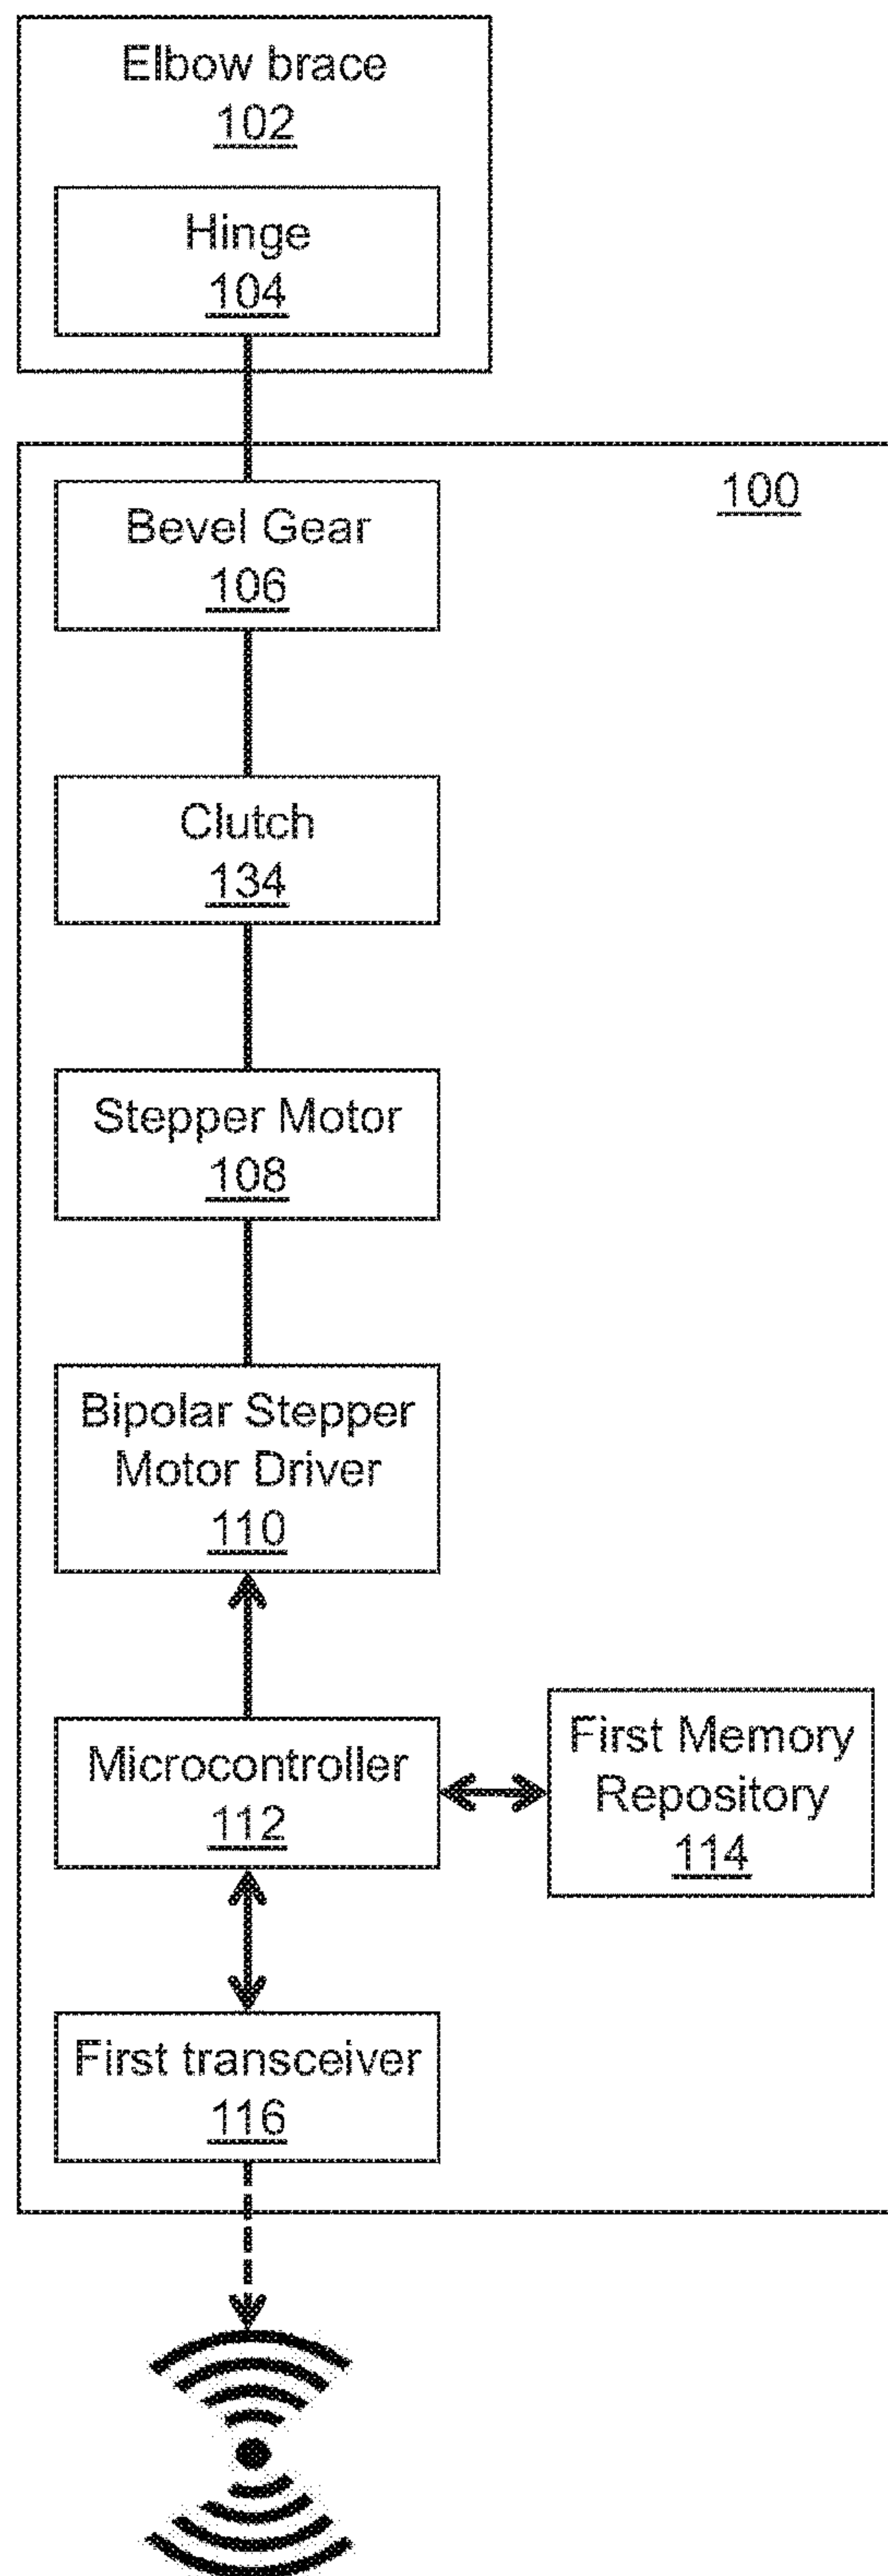 Elbow brace
102
Hinge
104
100
Bevel Gear
106
Clutch
134
Stepper Motor
108
Bipolar Stepper
Motor Driver
110
Microcontroller
112
First Memory
Repository
114
First transceiver
116